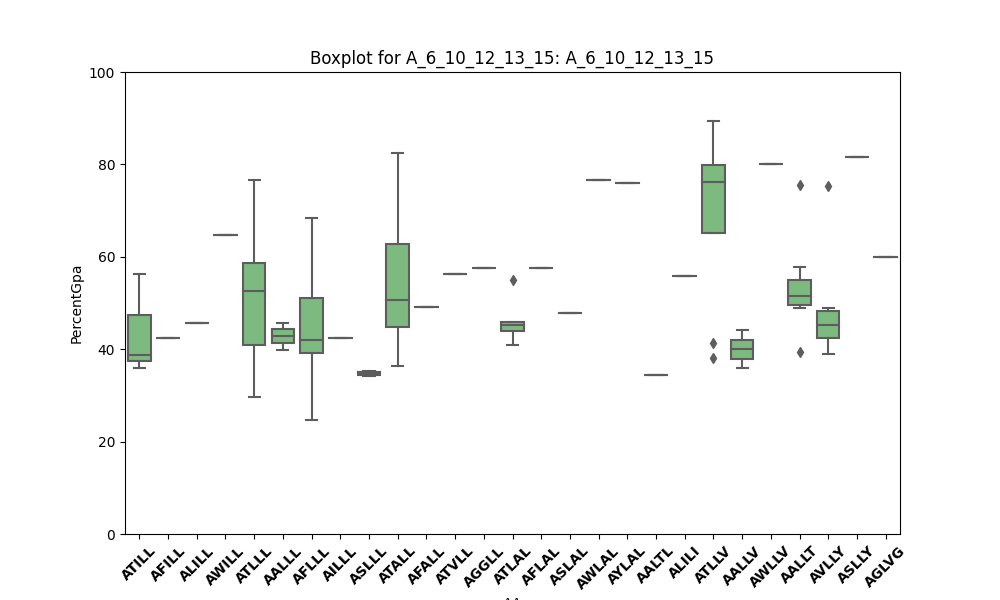 Boxplot for A_6_10_12_13_15: A_6_10_12_13_15
PercentGpa
100
80
60
40
20
0
ATILL AFILL ALILL AWILL ATLLL AALLL AFLLL AILLL ASLLL ATALL AFALL ATVLL AGGLL ATLAL AFLAL ASLAL AWLAL AYLAL AALTL ALILI ATLLV AALLV AWLLV AALLT AVLLY ASLLY AGLVG